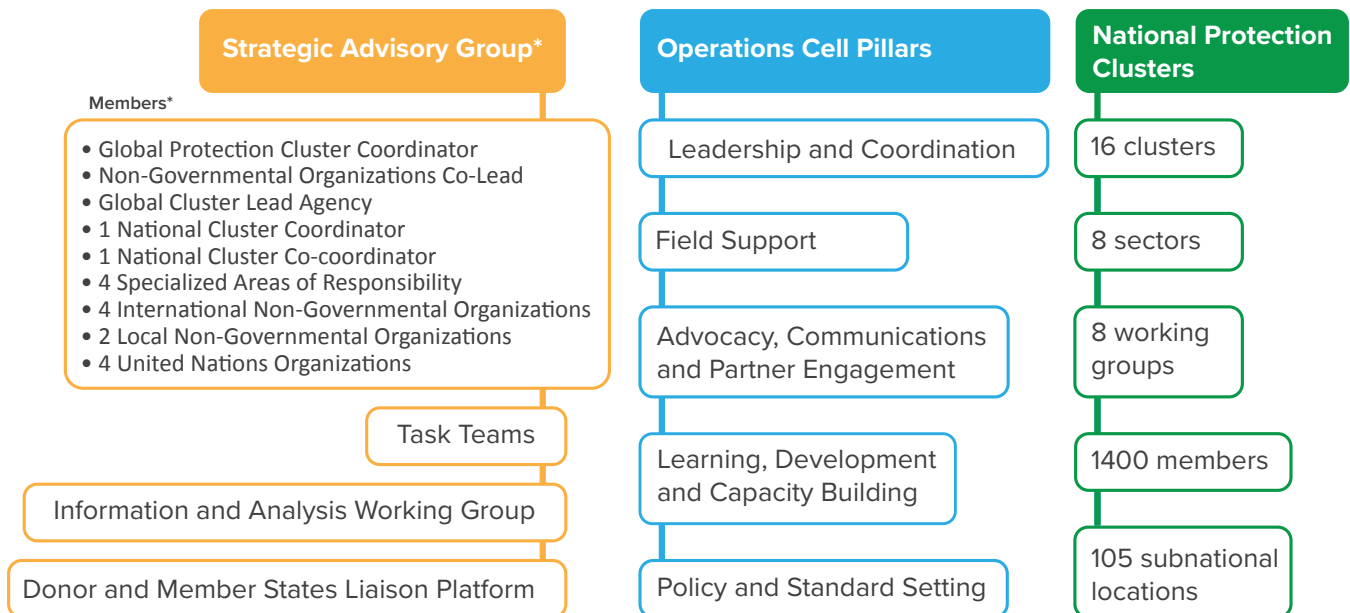 Strategic Advisory Group*
Members*
• Global Protection Cluster Coordinator
• Non-Governmental Organizations Co-Lead
• Global Cluster Lead Agency
• 1 National Cluster Coordinator
• 1 National Cluster Co-coordinator
• 4 Specialized Areas of Responsibility
• 4 International Non-Governmental Organizations
• 2 Local Non-Governmental Organizations
• 4 United Nations Organizations
Task Teams
Information and Analysis Working Group
Donor and Member States Liaison Platform
Operations Cell Pillars
Leadership and Coordination
Field Support
Advocacy, Communications
and Partner Engagement
Learning, Development
and Capacity Building
Policy and Standard Setting
National Protection
Clusters
16 clusters
8 sectors
8 working
groups
1400 members
105 subnational
locations